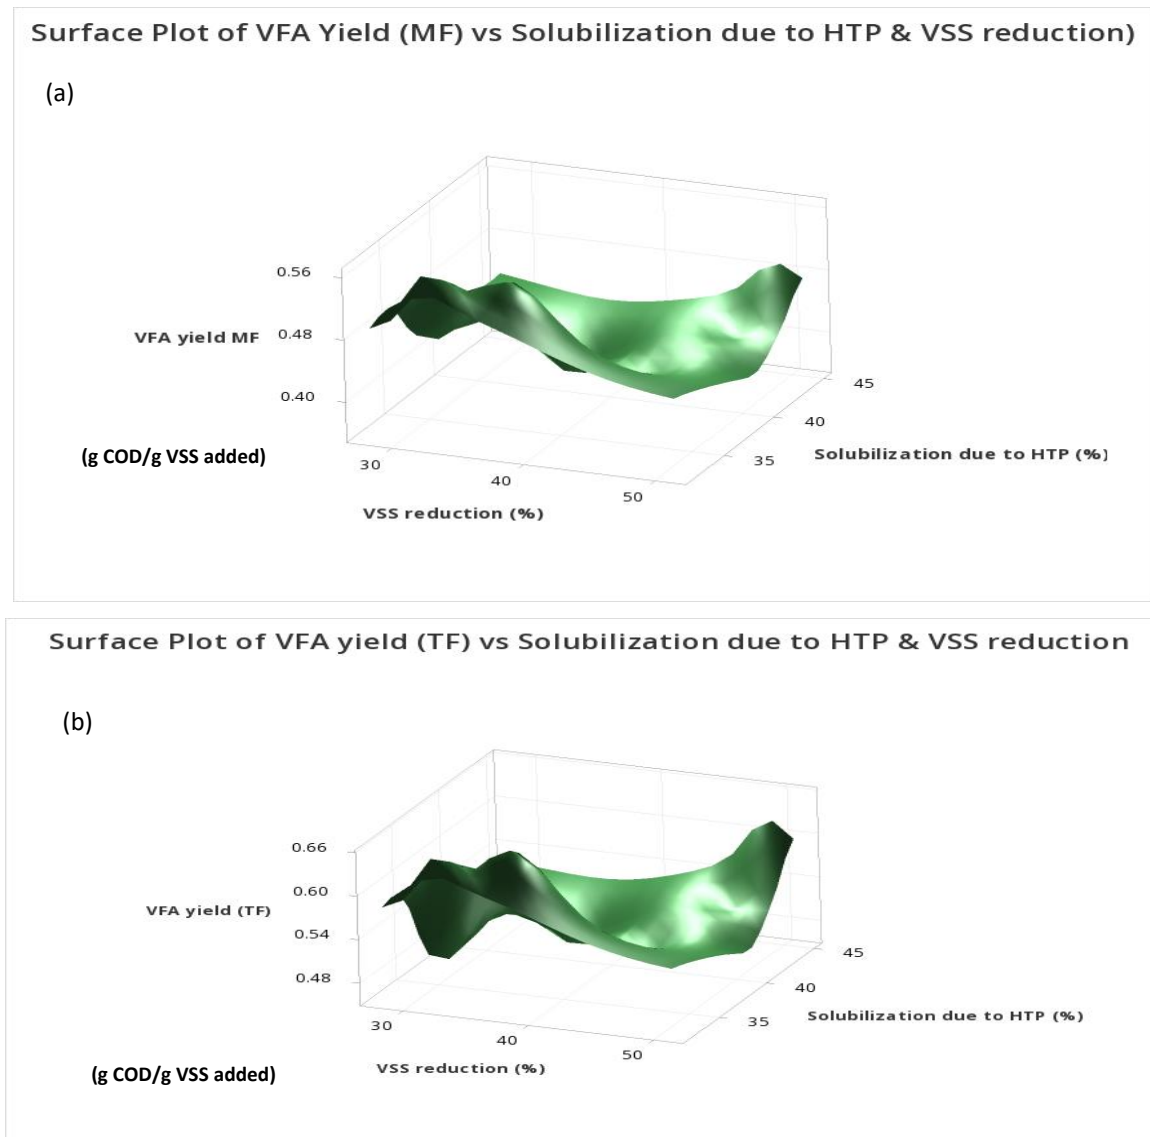 Surface Plot of VFA Yield (MF) vs Solubilization due to HTP & VSS reduction)
(a)
0.56
VFA yield MF
0.48
0.40
(g COD/g VSS added)
30
40
50
VSS reduction (%)
45
40
35
Solubilization due to HTP (%)
Surface Plot of VFA yield (TF) vs Solubilization due to HTP & VSS reduction
(b)
0.66
0.60
VFA yield (TF)
0.54
0.48
(g COD/g VSS added)
30
40
50
VSS reduction (%)
45
40
35
Solubilization due to HTP (%)